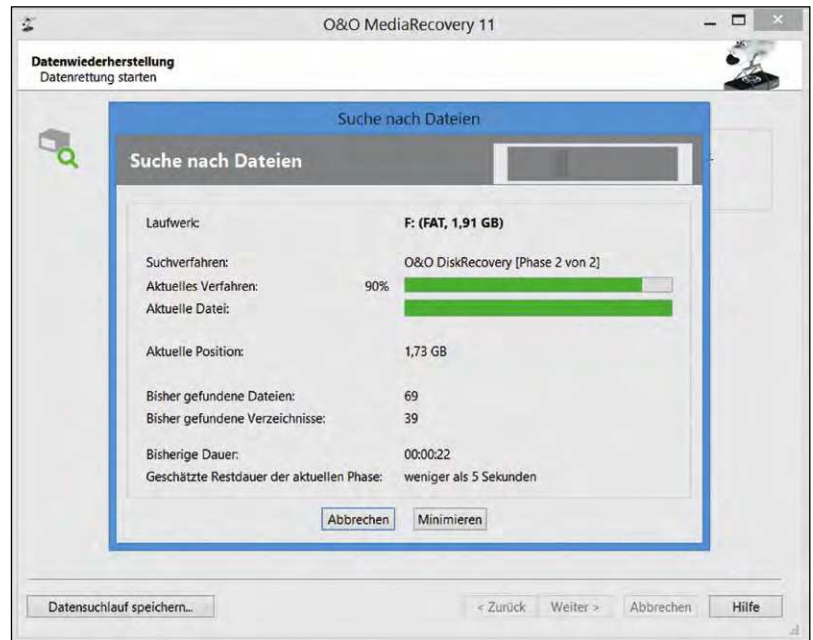 O&O MediaRecovery 11
Datenwiederherstellung
Datenrettung starten
Suche nach Dateien
Suche nach Dateien
Laufwerk: F: (FAT, 1,91 GB)
Suchverfahren: O&O DiskRecovery [Phase 2 von 2]
Aktuelles Verfahren: 90%
Aktuelle Datei:
Aktuelle Position: 1,73 GB
Bisher gefundene Dateien: 69
Bisher gefundene Verzeichnisse: 39
Bisherige Dauer: 00:00:22
Geschätzte Restdauer der aktuellen Phase: weniger als 5 Sekunden
Abbrechen Minimieren
Datensuchlauf speichern... < Zurück Weiter > Abbrechen Hilfe